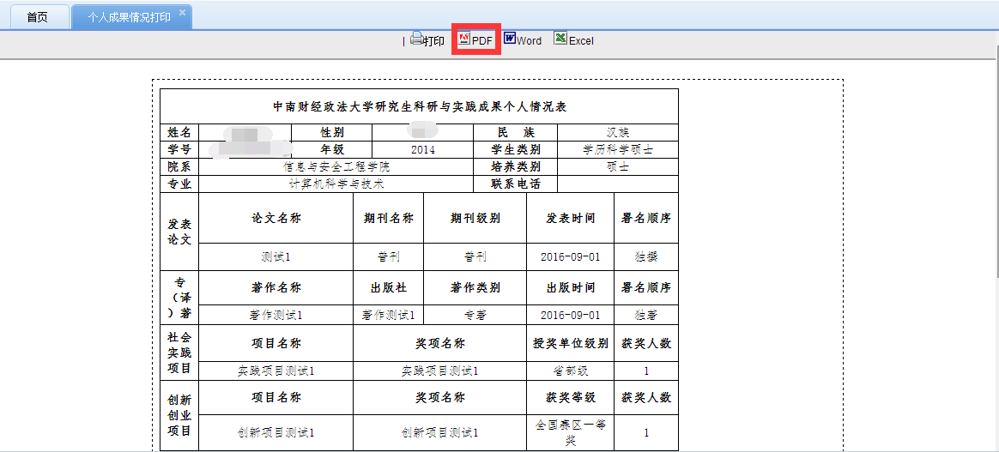 首页 个人成果情况打印
打印 PDF Word Excel
中南财经政法大学研究生科研与实践成果个人情况表
姓名 性别 民 族 汉族
学号 年级 2014 学生类别 学历科学硕士
院系 信息与安全工程学院 培养类别 硕士
专业 计算机科学与技术 联系电话
发表
论文
论文名称 期刊名称 期刊级别 发表时间 署名顺序
测试1 普刊 普刊 2016-09-01 独撰
专
（译
）著
著作名称 出版社 著作类别 出版时间 署名顺序
著作测试1 著作测试1 专著 2016-09-01 独著
社会
实践
项目
项目名称 奖项名称 授奖单位级别 获奖人数
实践项目测试1 实践项目测试1 省部级 1
创新
创业
项目
项目名称 奖项名称 获奖等级 获奖人数
创新项目测试1 创新项目测试1 全国赛区一等
奖 1